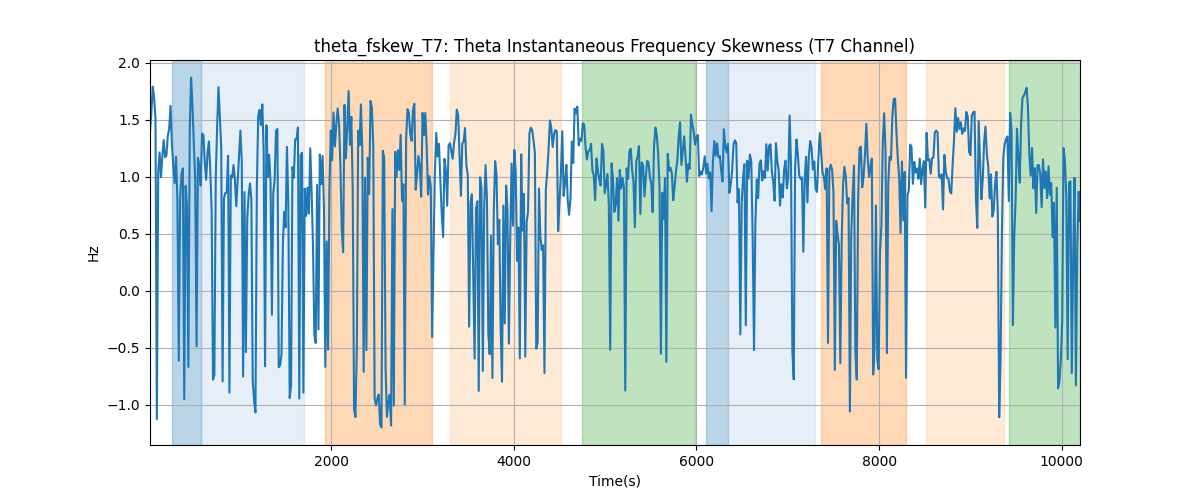 theta_fskew_T7: Theta Instantaneous Frequency Skewness (T7 Channel)
2.0
1.5
1.0
0.5
0.0
−0.5
−1.0
Hz
2000 4000 6000 8000 10000
Time(s)